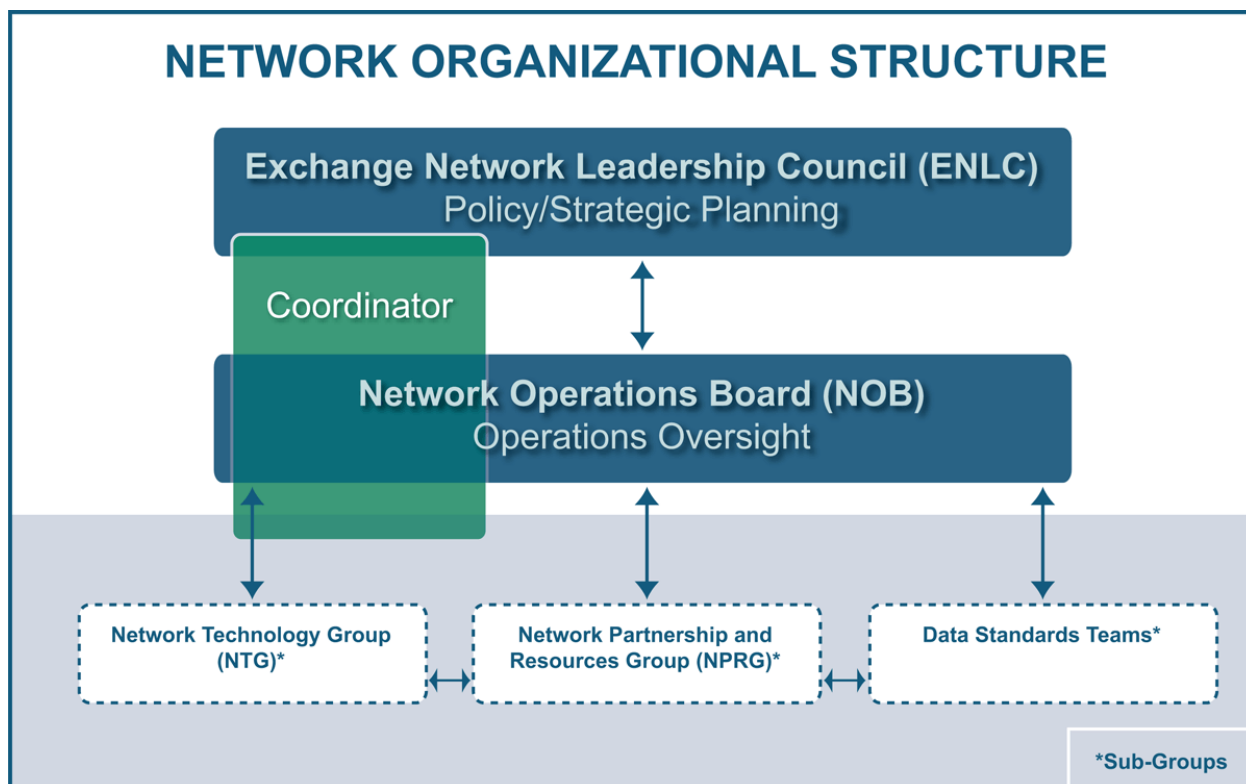 NETWORK ORGANIZATIONAL STRUCTURE
Exchange Network Leadership Council (ENLC)
Policy/Strategic Planning
Coordinator
Network Operations Board (NOB)
Operations Oversight
Network Technology Group
(NTG)*
Network Partnership and
Resources Group (NPRG)*
Data Standards Teams*
*Sub-Groups